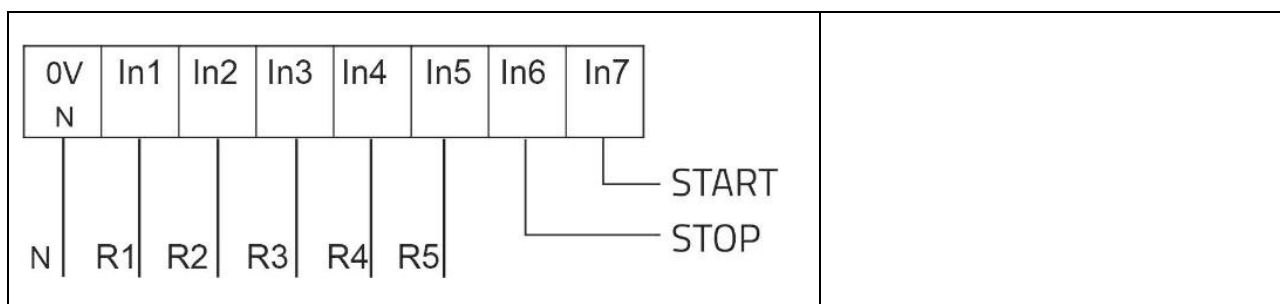 0V In1 In2 In3 In4 In5 In6 In7
N
START
STOP
N R1 R2 R3 R4 R5